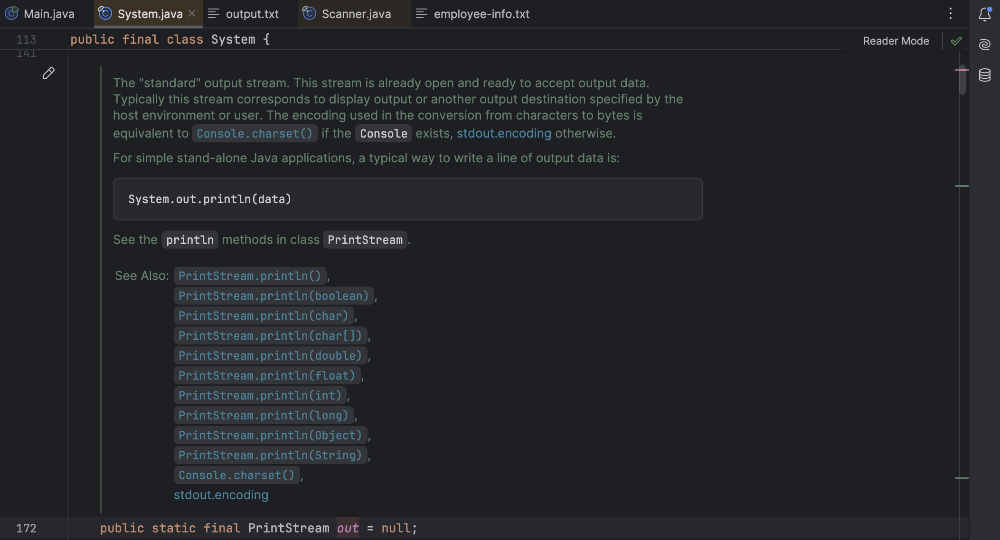 Main.java System.java output.txt Scanner.java employee-info.txt
113 public final class System {
Reader Mode
141
The "standard" output stream. This stream is already open and ready to accept output data.
Typically this stream corresponds to display output or another output destination specified by the
host environment or user. The encoding used in the conversion from characters to bytes is
equivalent to Console.charset() if the Console exists, stdout.encoding otherwise.
For simple stand-alone Java applications, a typical way to write a line of output data is:
System.out.println(data)
See the println methods in class PrintStream.
See Also: PrintStream.println(),
PrintStream.println(boolean),
PrintStream.println(char),
PrintStream.println(char[]),
PrintStream.println(double),
PrintStream.println(float),
PrintStream.println(int),
PrintStream.println(long),
PrintStream.println(Object),
PrintStream.println(String),
Console.charset(),
stdout.encoding
172 public static final PrintStream out = null;